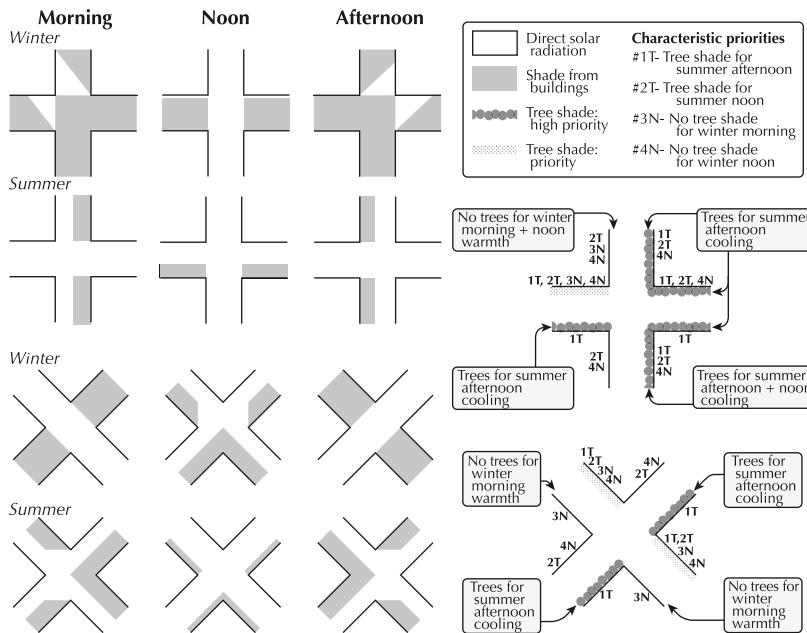 Morning
Noon
Afternoon
Winter
Summer
Winter
Summer
Direct solar
radiation
Shade from
buildings
Tree shade:
high priority
Tree shade:
priority
Characteristic priorities
#1T- Tree shade for
summer afternoon
#2T- Tree shade for
summer noon
#3N- No tree shade
for winter morning
#4N- No tree shade
for winter noon
No trees for winter
morning + noon
warmth
2T
3N
4N
1T, 2T, 3N, 4N
1T
2T
4N
1T, 2T, 4N
Trees for summer
afternoon
cooling
Trees for summer
afternoon
cooling
1T
2T
4N
1T
1T
2T
4N
Trees for summer
afternoon + noon
cooling
No trees for
winter
morning
warmth
1T
2T
3N
4N
4N
2T
Trees for
summer
afternoon
cooling
1T
3N
4N
2T
1T,2T
3N
4N
Trees for
summer
afternoon
cooling
1T
3N
No trees for
winter
morning
warmth